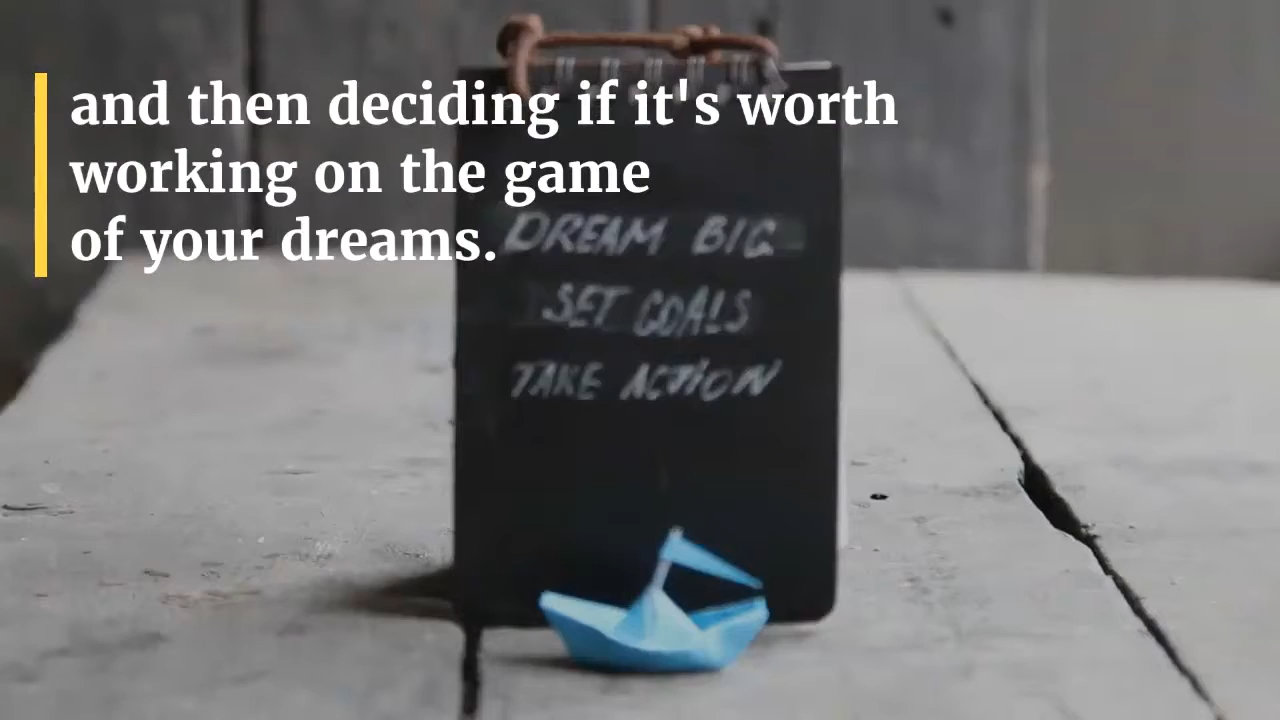 and then deciding if it's worth
working on the game
of your dreams.
DREAM BIG
SET GOALS
TAKE ACTION